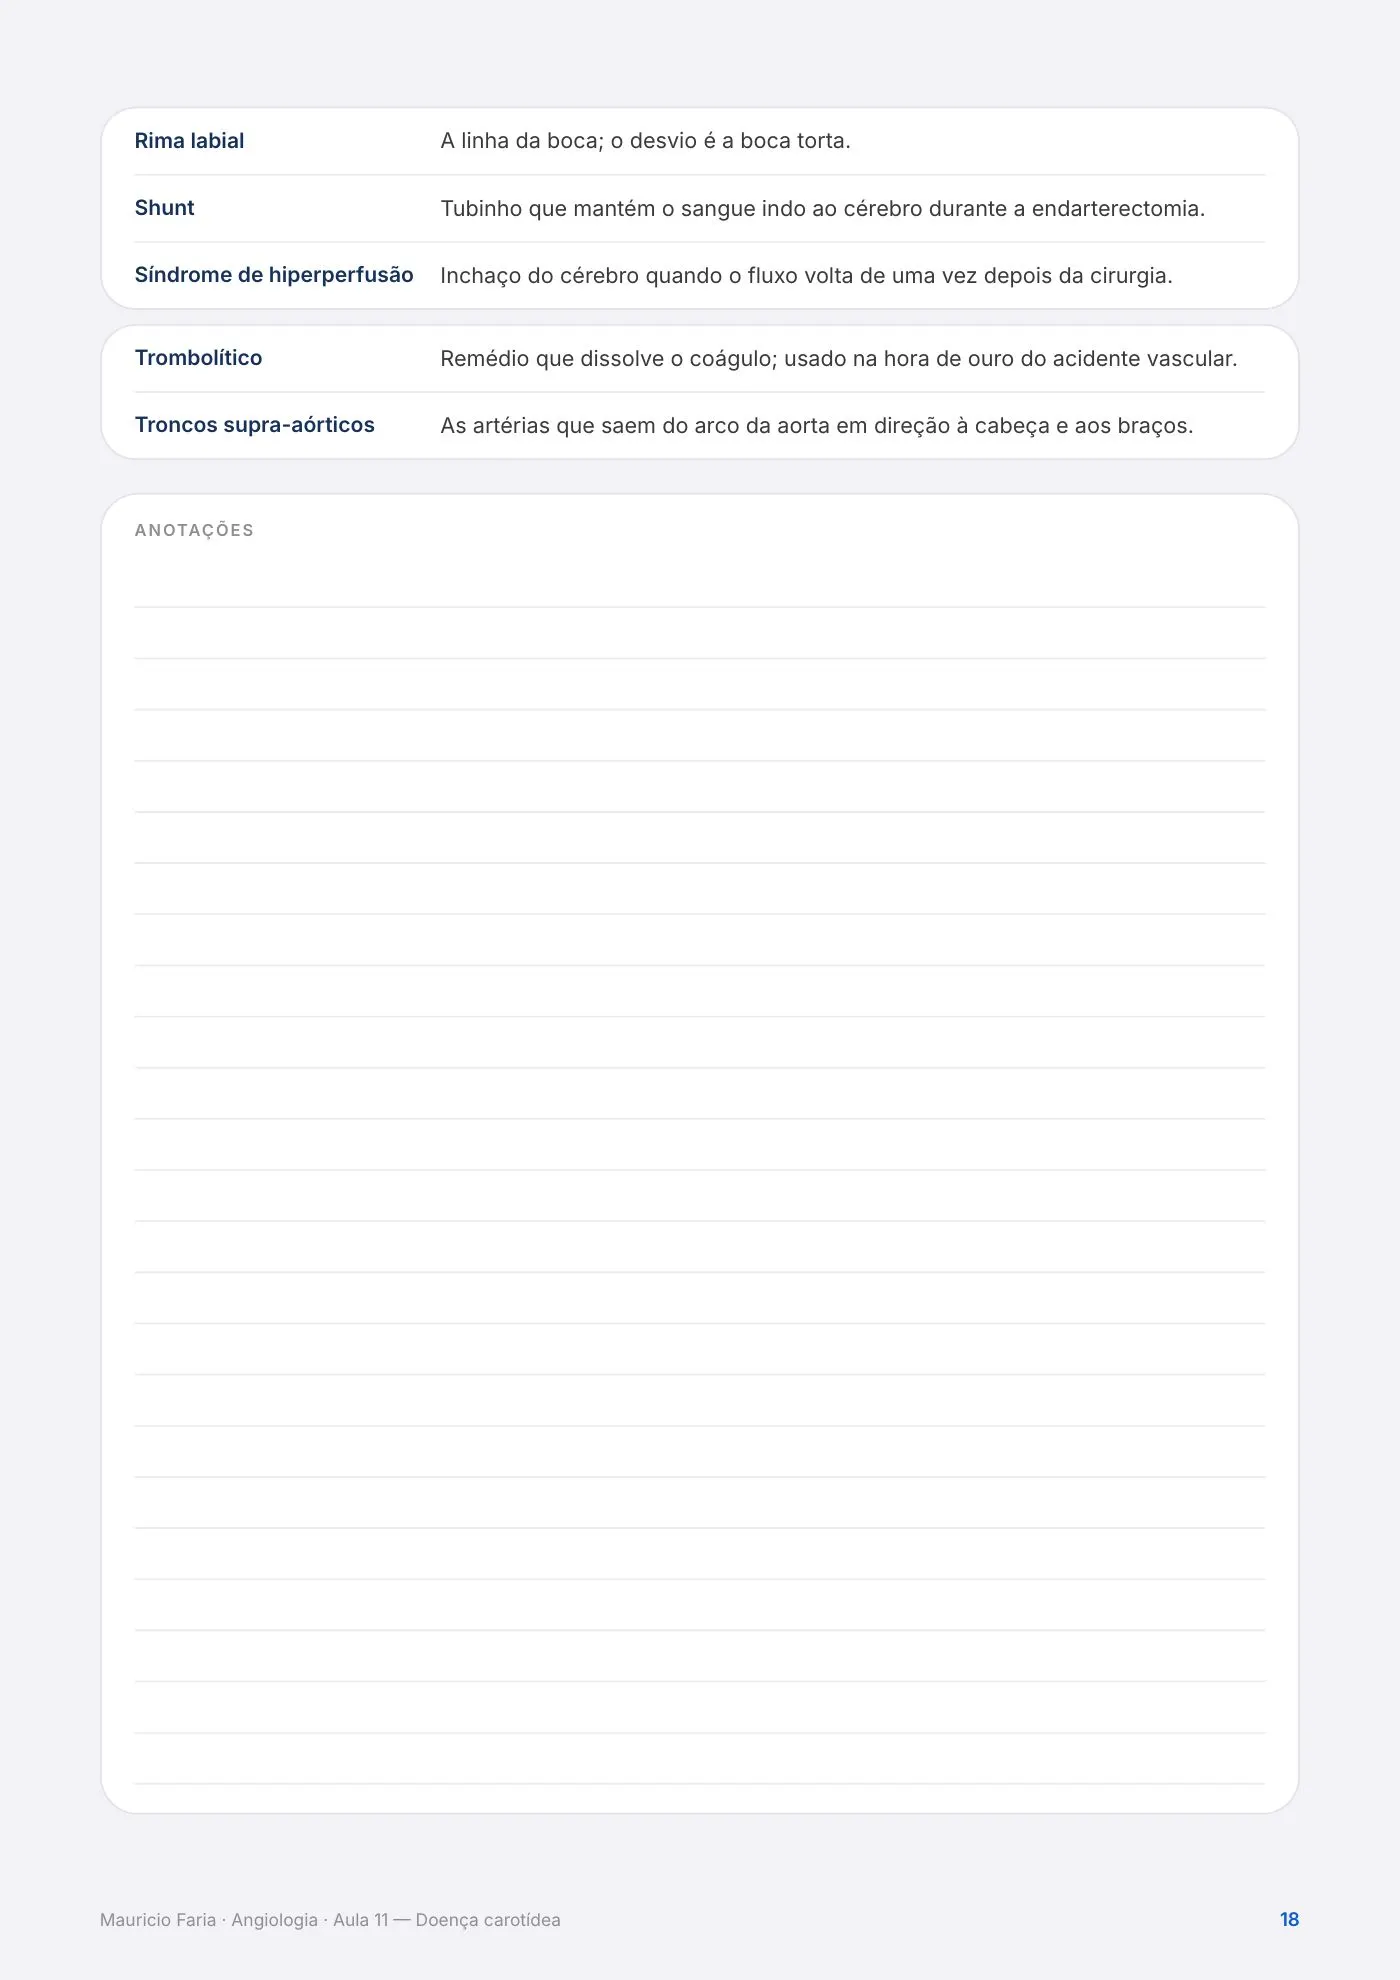 Rima labial A linha da boca; o desvio é a boca torta.
Shunt Tubinho que mantém o sangue indo ao cérebro durante a endarterectomia.
Síndrome de hiperperfusão Inchaço do cérebro quando o fluxo volta de uma vez depois da cirurgia.
Trombolítico Remédio que dissolve o coágulo; usado na hora de ouro do acidente vascular.
Troncos supra-aórticos As artérias que saem do arco da aorta em direção à cabeça e aos braços.
ANOTAÇÕES
Mauricio Faria · Angiologia · Aula 11 — Doença carotídea 18